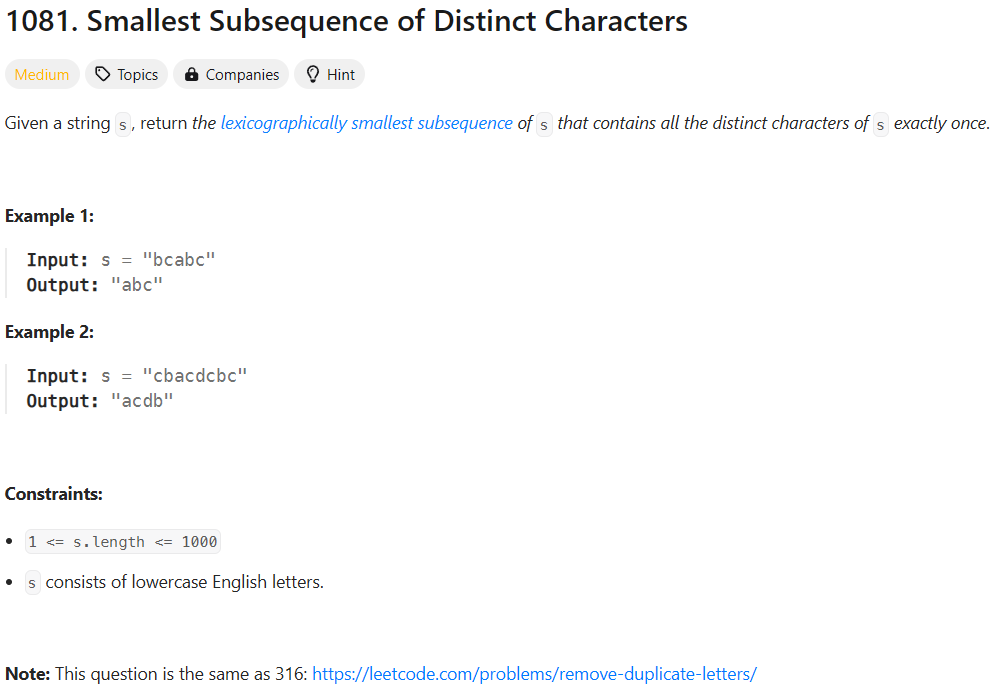 1081. Smallest Subsequence of Distinct Characters
Medium Topics Companies Hint
Given a string s, return the lexicographically smallest subsequence of s that contains all the distinct characters of s exactly once.
Example 1:
Input: s = "bcabc"
Output: "abc"
Example 2:
Input: s = "cbacdcbc"
Output: "acdb"
Constraints:
• 1 <= s.length <= 1000
• s consists of lowercase English letters.
Note: This question is the same as 316: https://leetcode.com/problems/remove-duplicate-letters/